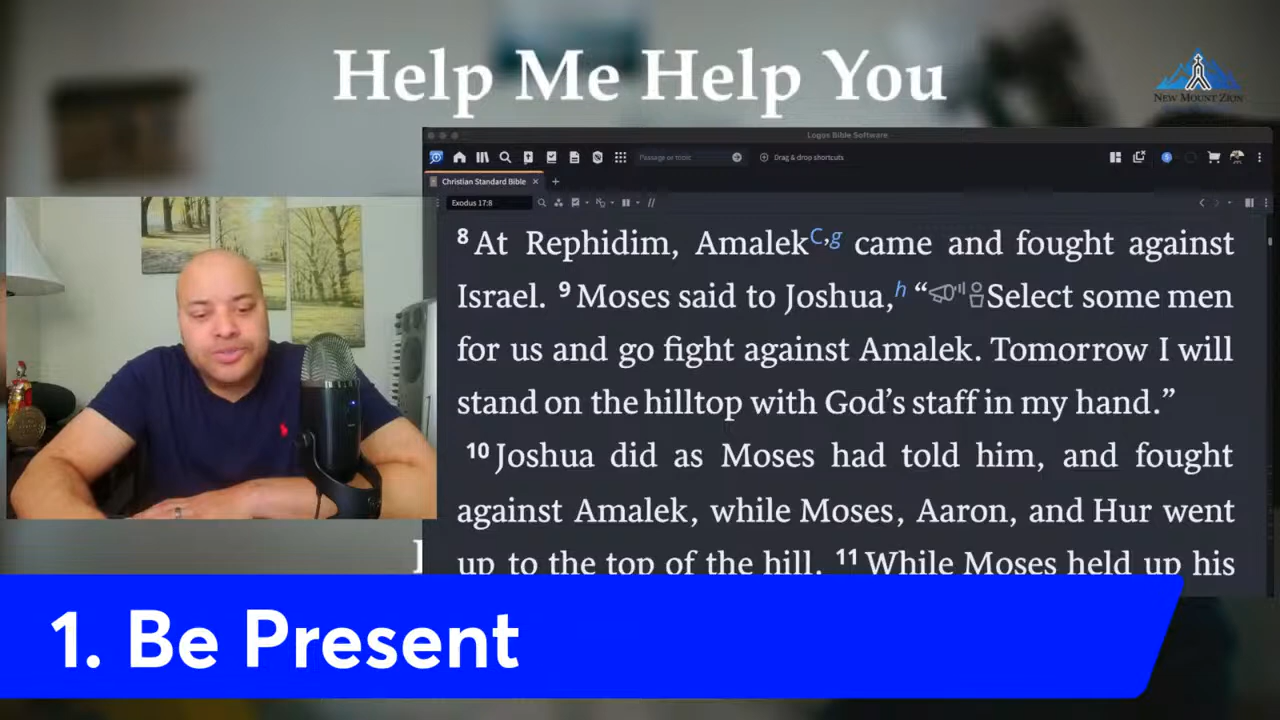 Help Me Help You
NEW MOUNT ZION
Logos Bible Software
Passage or topic
Drag & drop shortcuts
Christian Standard Bible
Exodus 17:8
8 At Rephidim, Amalek C,g came and fought against
Israel. 9 Moses said to Joshua, h “Select some men
for us and go fight against Amalek. Tomorrow I will
stand on the hilltop with God’s staff in my hand.”
10 Joshua did as Moses had told him, and fought
against Amalek, while Moses, Aaron, and Hur went
up to the top of the hill. 11 While Moses held up his
1. Be Present